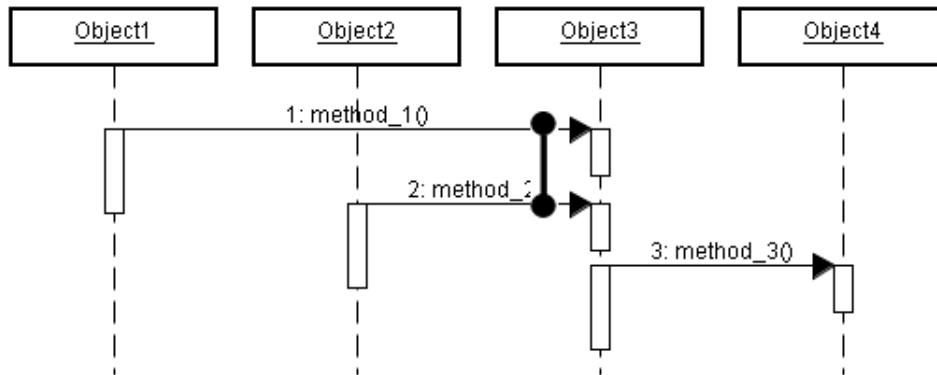 Object1
Object2
Object3
Object4
1: method_1()
2: method_2
3: method_3()